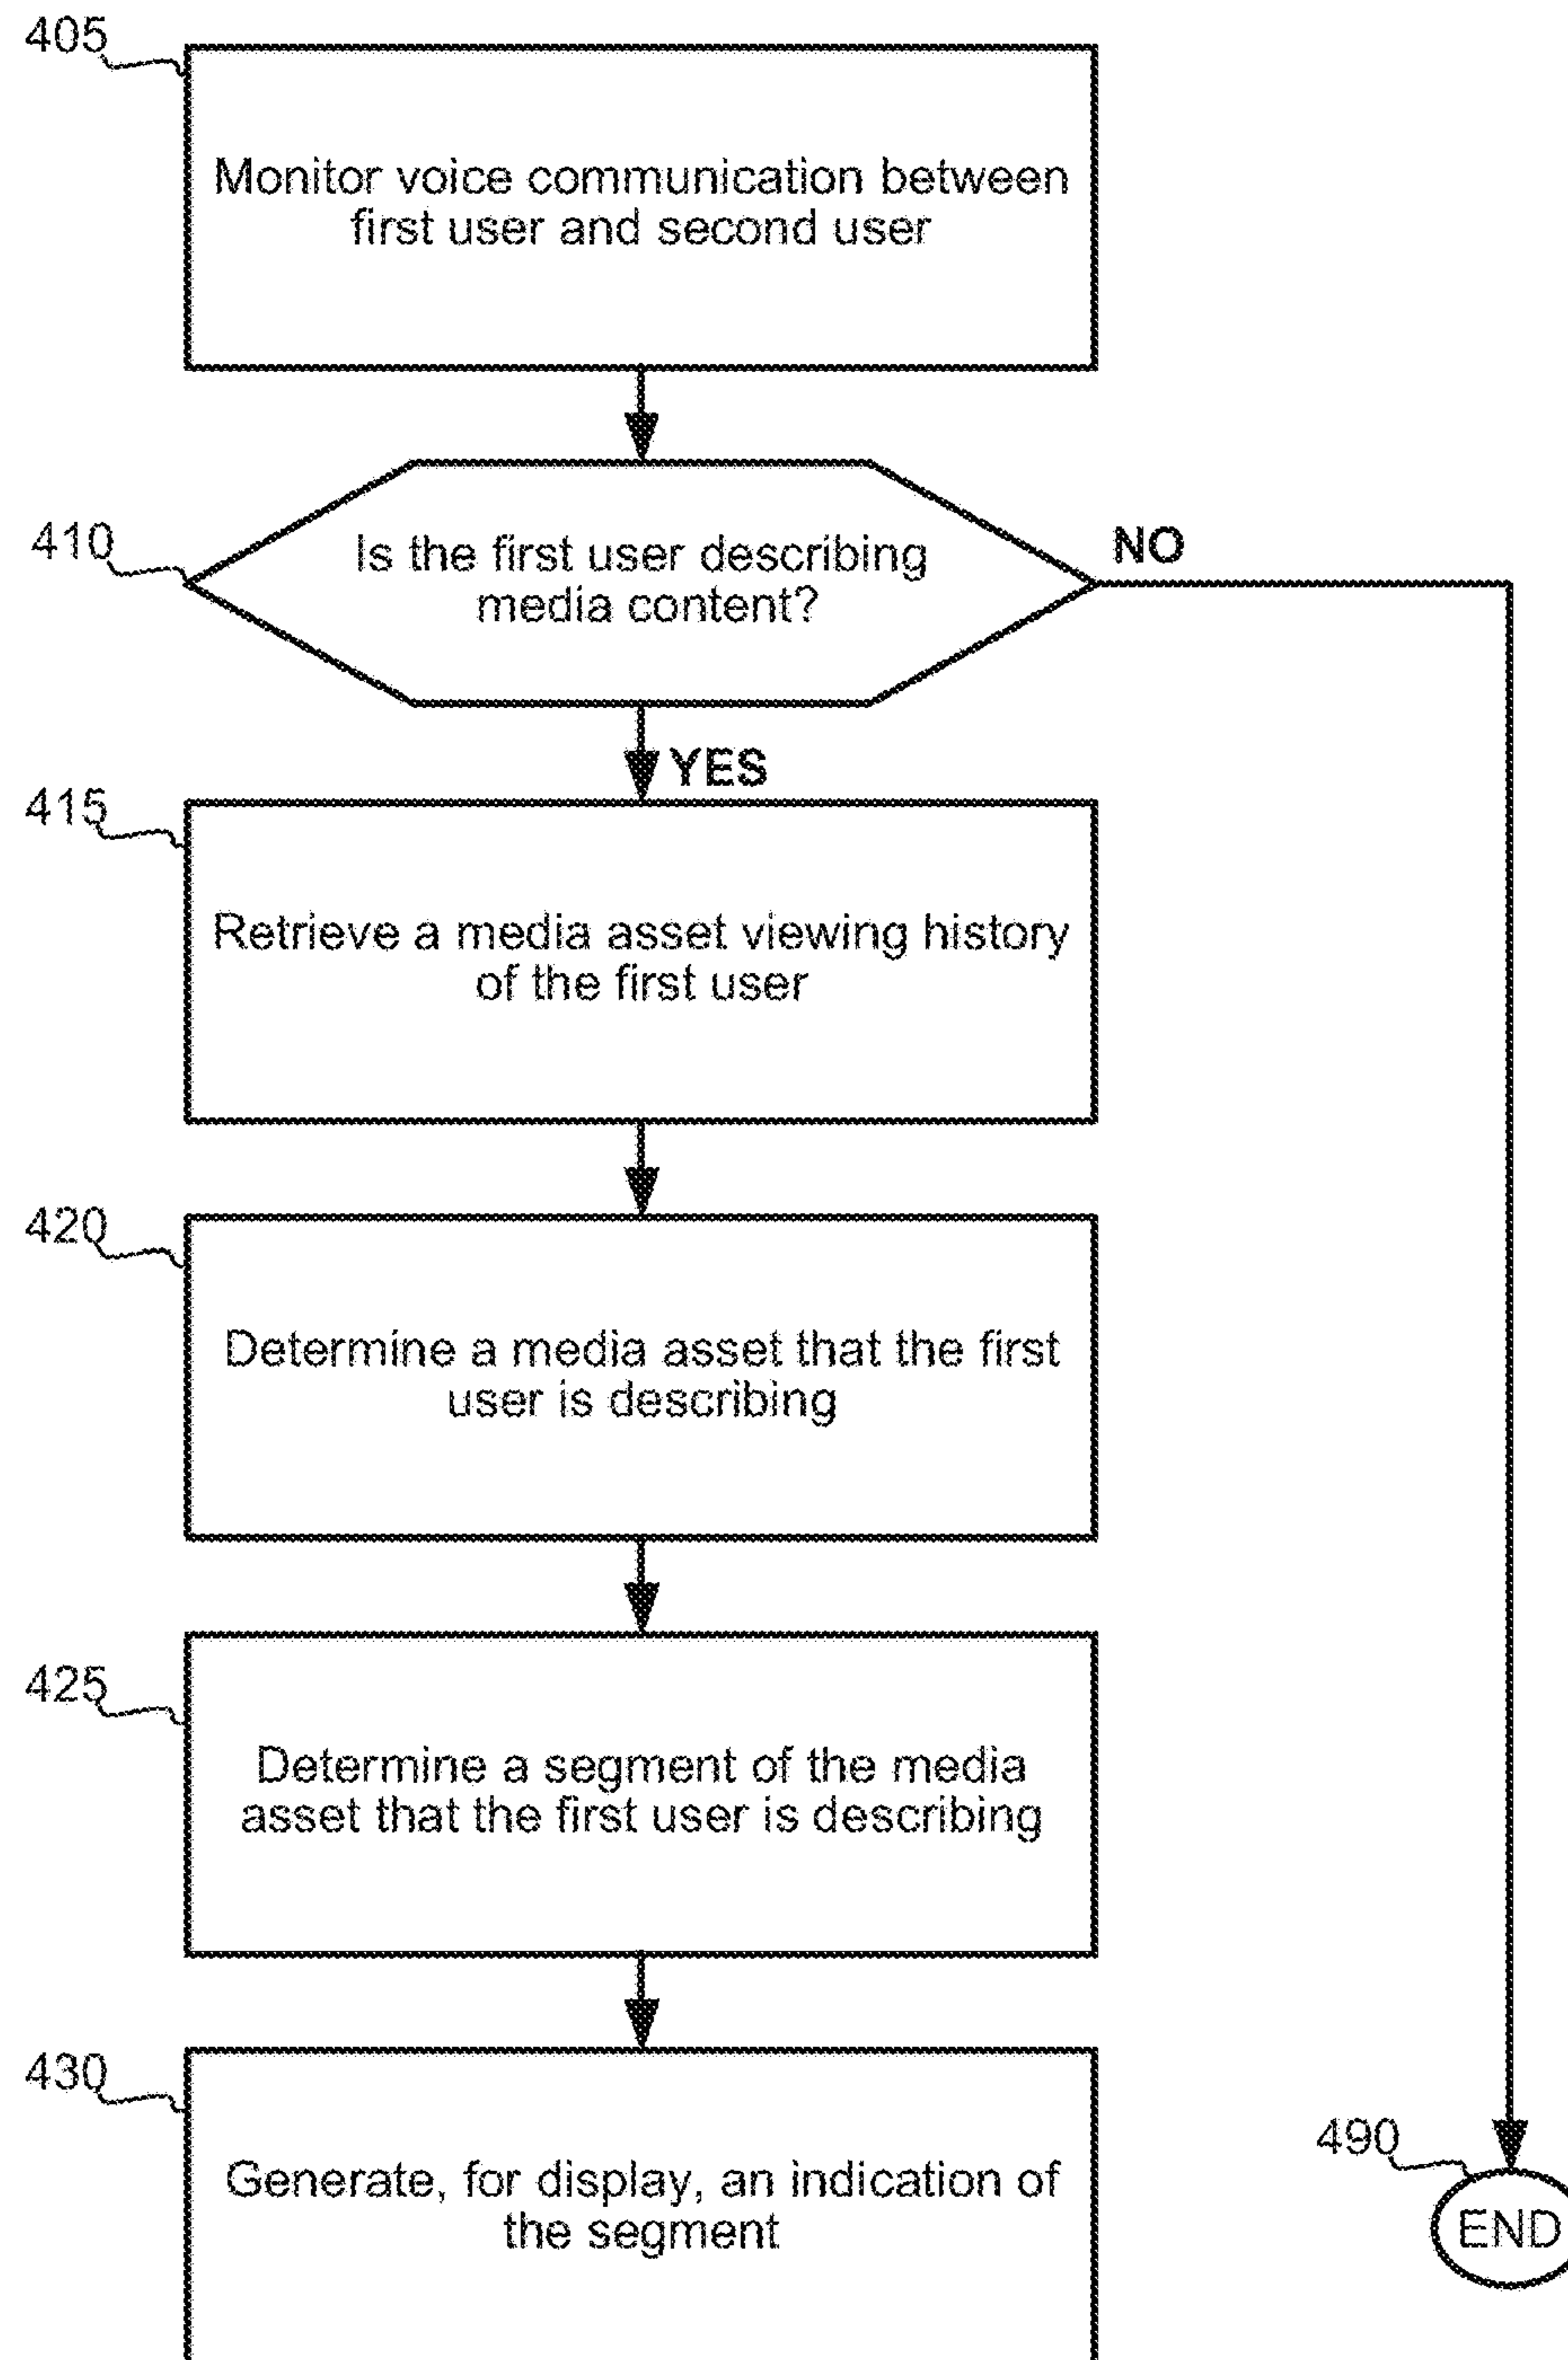 405
Monitor voice communication between
first user and second user
410
Is the first user describing
media content?
NO
YES
415
Retrieve a media asset viewing history
of the first user
420
Determine a media asset that the first
user is describing
425
Determine a segment of the media
asset that the first user is describing
430
Generate, for display, an indication of
the segment
490
END